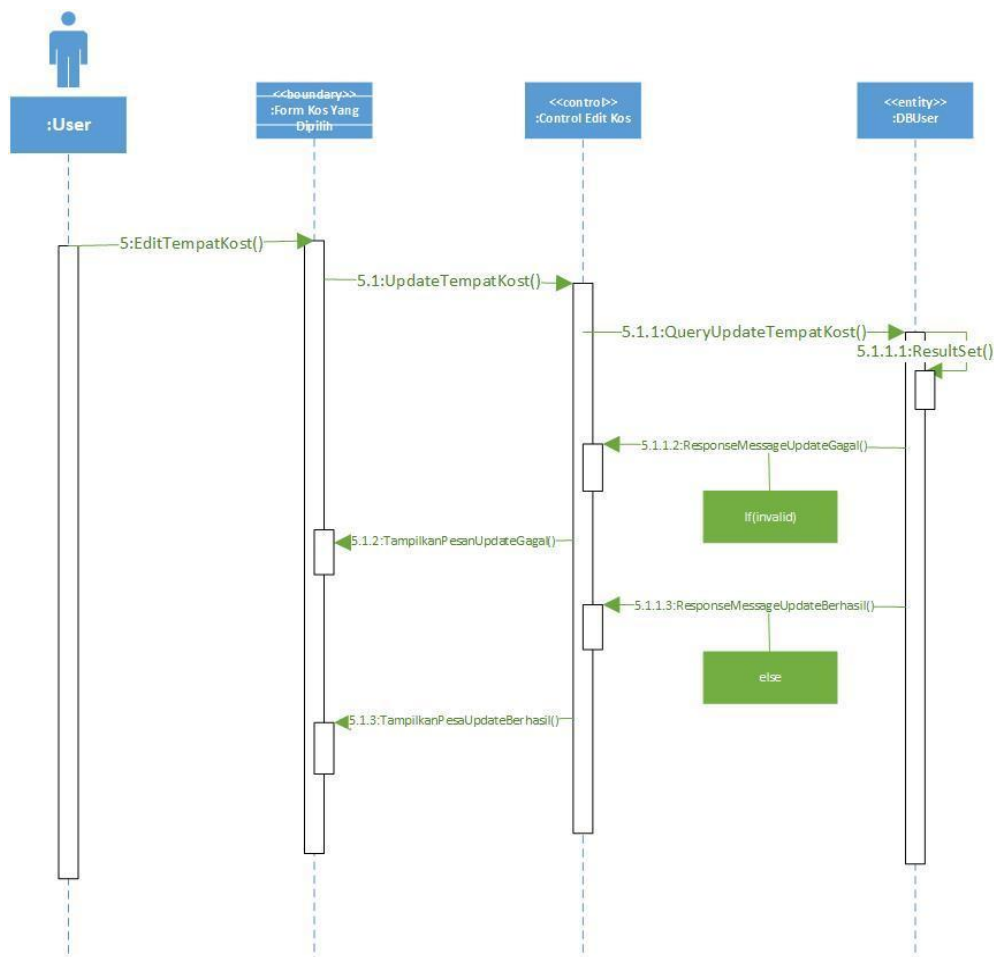 :User
<<boundary>>
:Form Kos Yang
Dipilih
<<control>>
:Control Edit Kos
<<entity>>
:DBUser
5:EditTempatKost()
5.1:UpdateTempatKost()
5.1.1:QueryUpdateTempatKost()
5.1.1.1:ResultSet()
5.1.1.2:ResponseMessageUpdateGagal()
If(invalid)
5.1.2:TampilkanPesanUpdateGagal()
5.1.1.3:ResponseMessageUpdateBerhasil()
else
5.1.3:TampilkanPesaUpdateBerhasil()